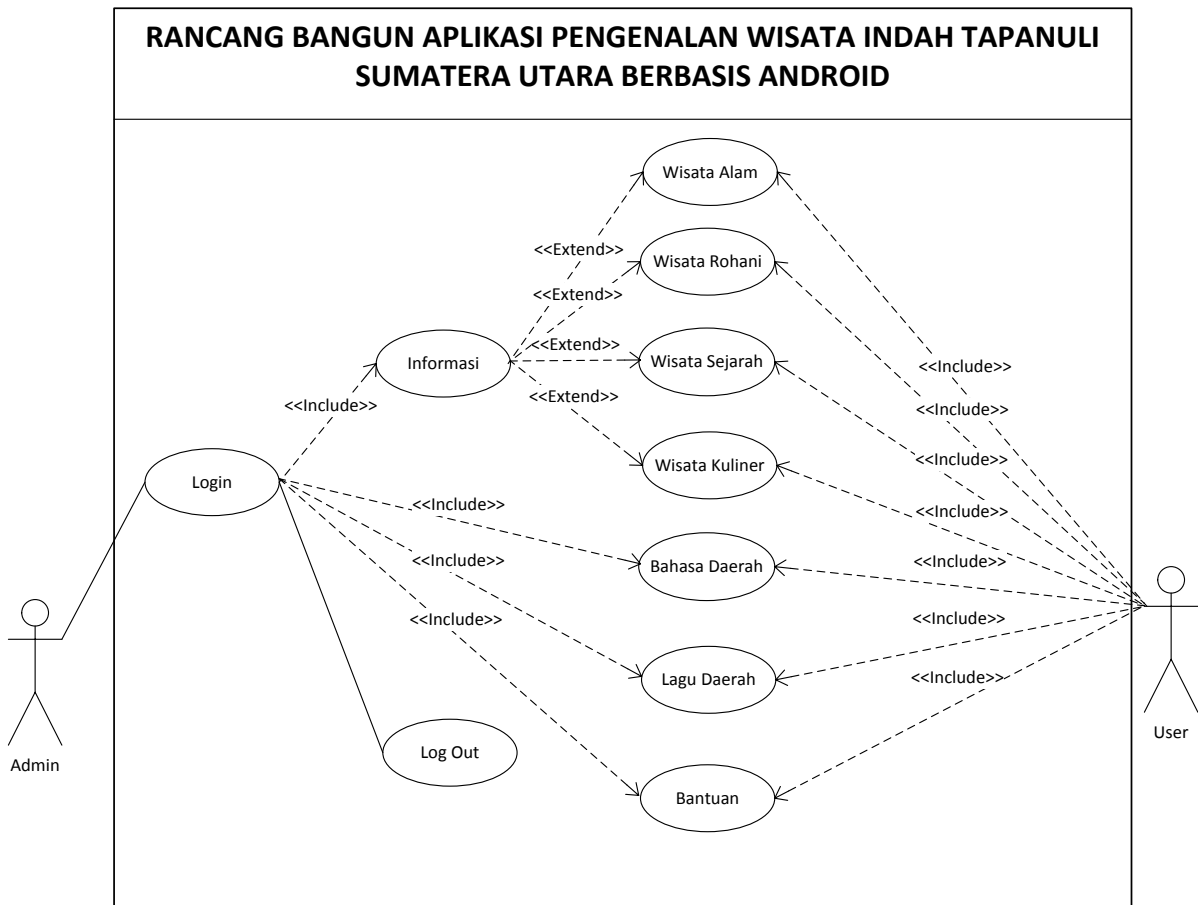 RANCANG BANGUN APLIKASI PENGENALAN WISATA INDAH TAPANULI
SUMATERA UTARA BERBASIS ANDROID
Wisata Alam
<<Extend>>
Wisata Rohani
<<Extend>>
<<Extend>>
Wisata Sejarah
Informasi
<<Include>>
<<Extend>>
<<Include>>
<<Include>>
<<Include>>
Wisata Kuliner
Login
<<Include>>
<<Include>>
<<Include>>
Bahasa Daerah
<<Include>>
<<Include>>
<<Include>>
Lagu Daerah
<<Include>>
User
Log Out
Admin
Bantuan